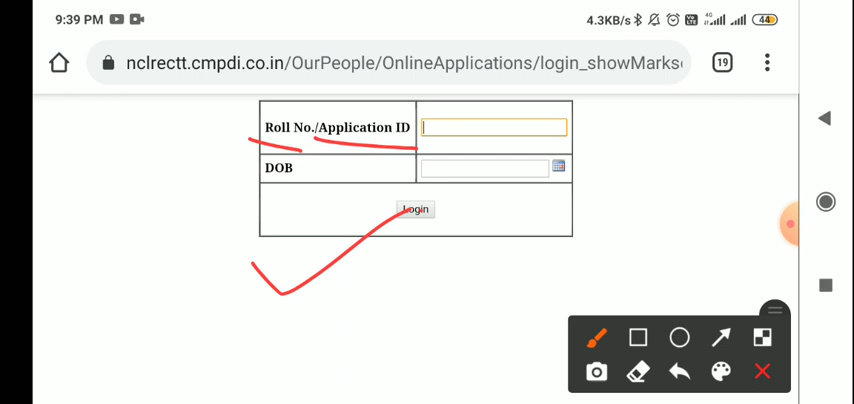 9:39 PM
4.3KB/s
4G
44
nclrectt.cmpdi.co.in/OurPeople/OnlineApplications/login_showMarks
19
Roll No./Application ID
DOB
Login